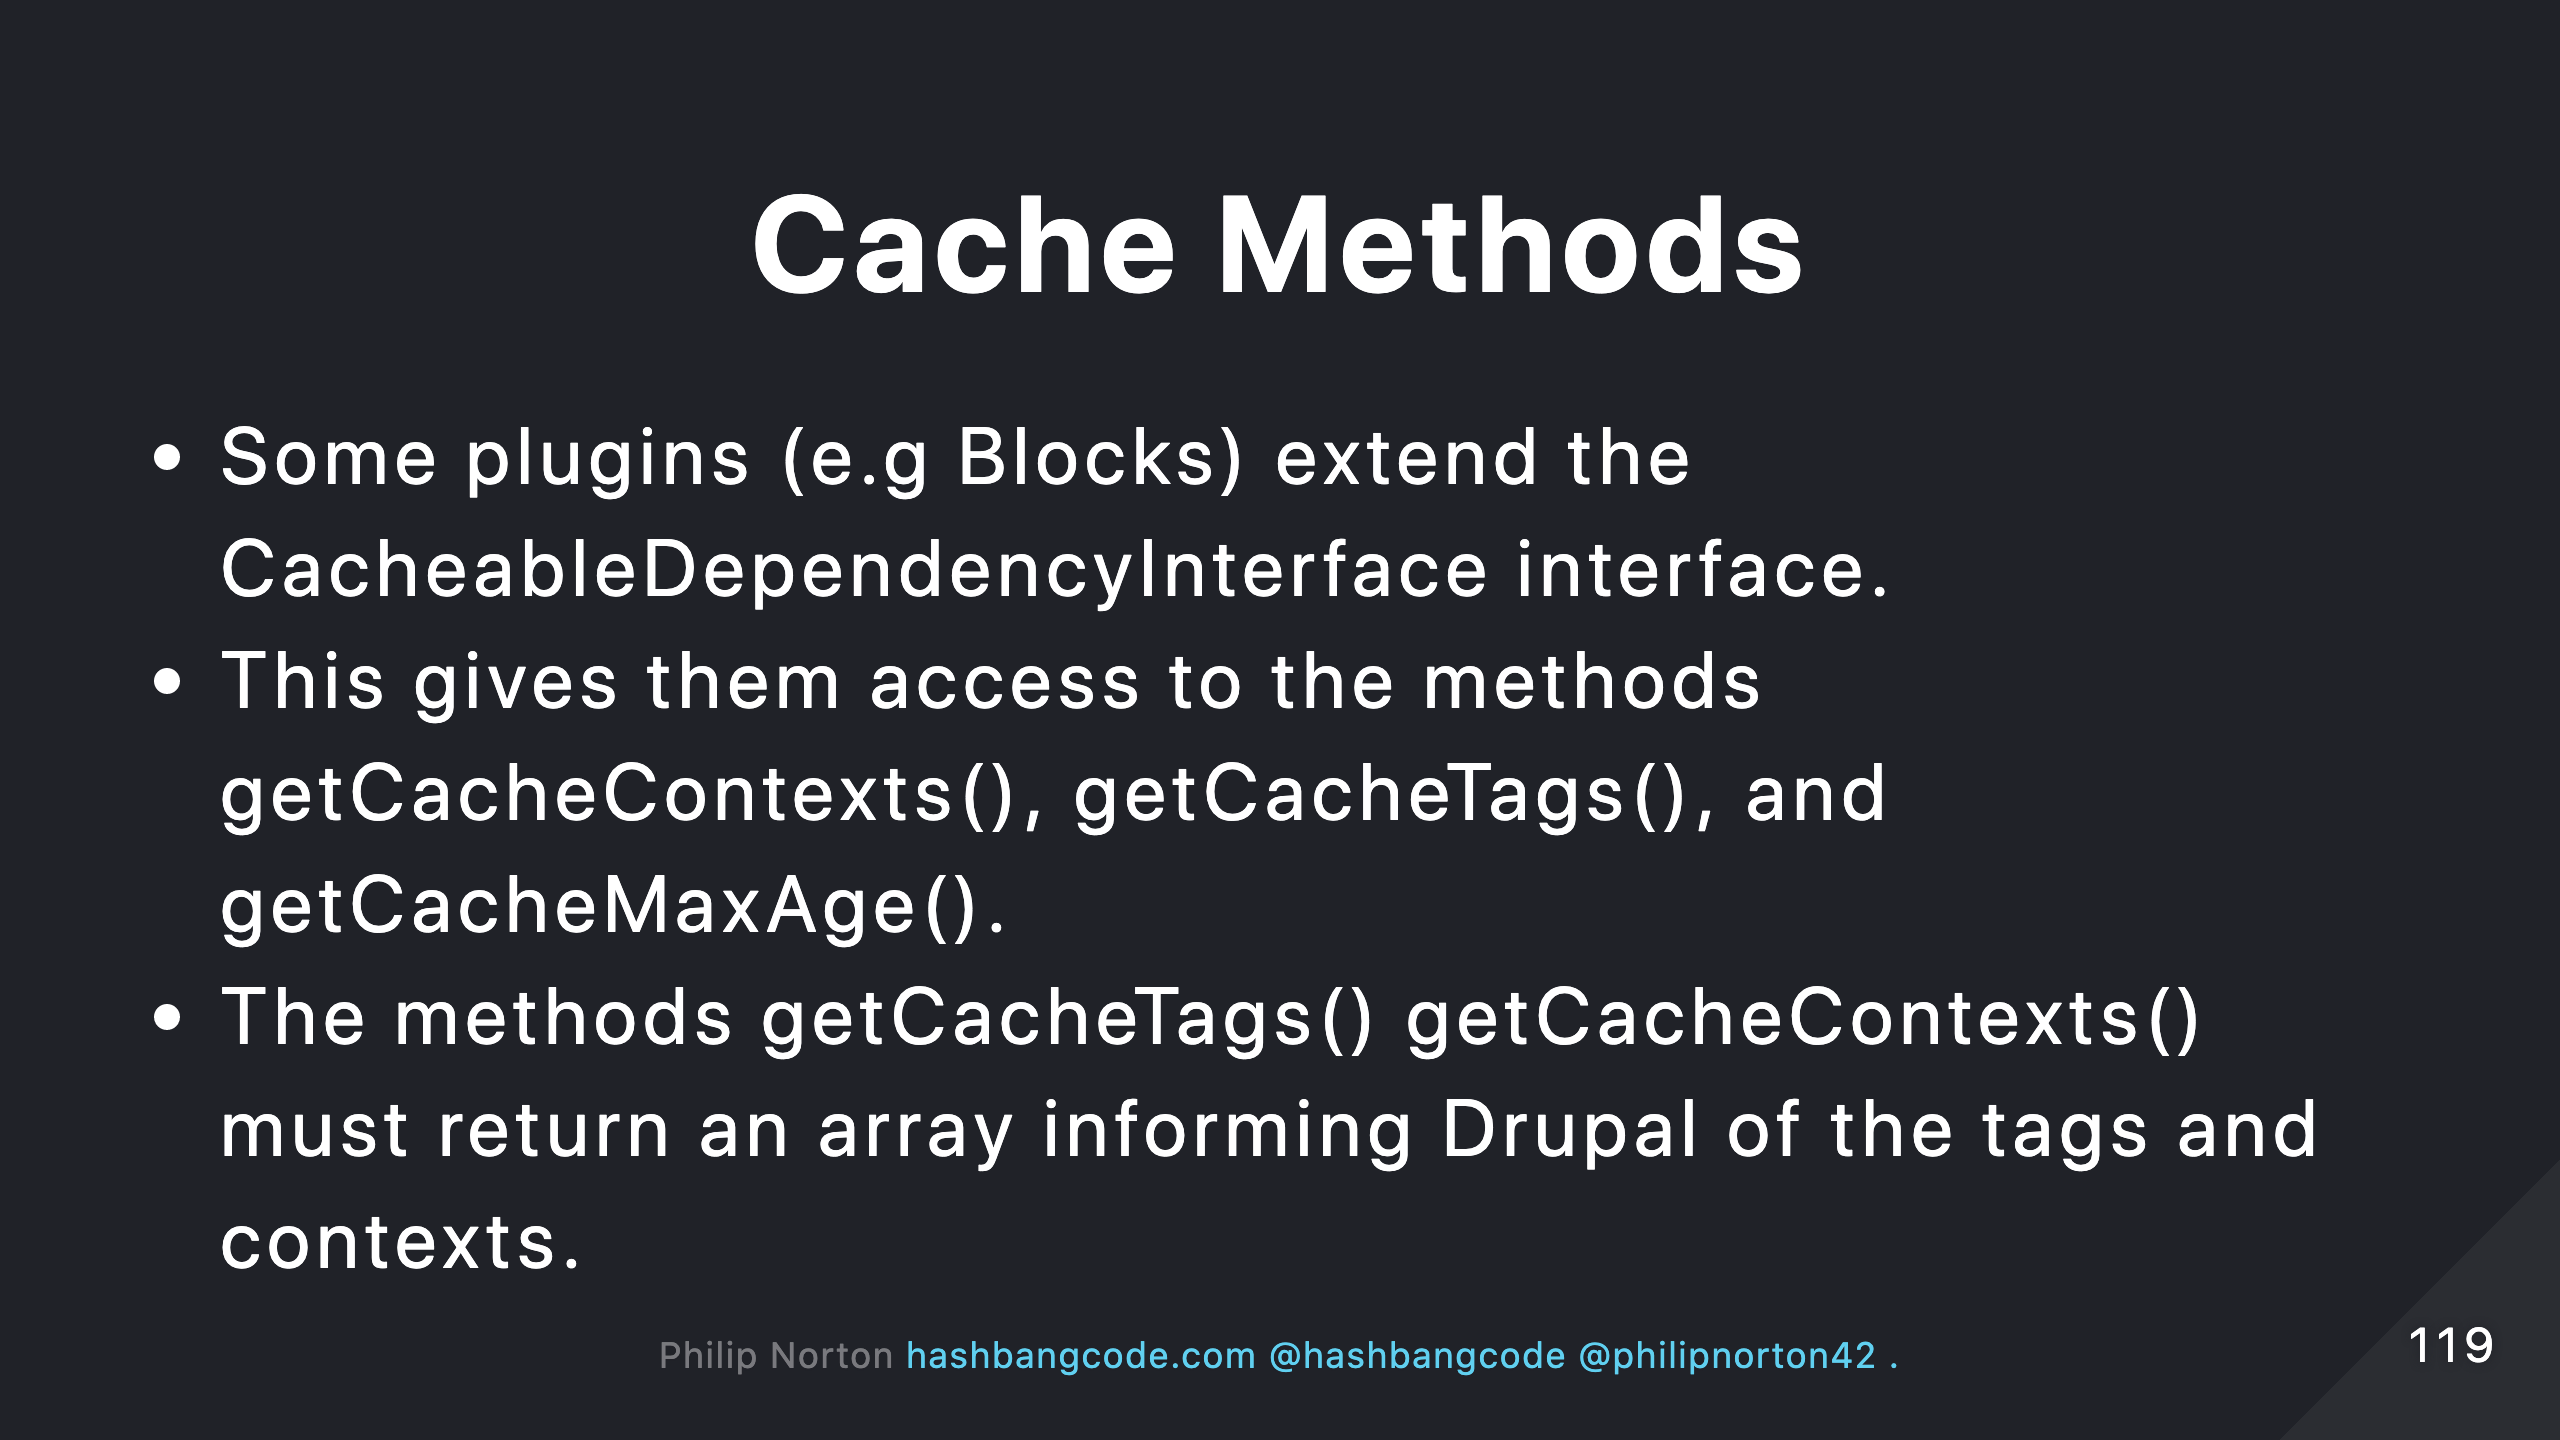 Cache Methods
• Some plugins (e.g Blocks) extend the
CacheableDependencyInterface interface.
• This gives them access to the methods
getCacheContexts(), getCacheTags(), and
getCacheMaxAge().
• The methods getCacheTags() getCacheContexts()
must return an array informing Drupal of the tags and
contexts.
Philip Norton hashbangcode.com @hashbangcode @philipnorton42 .
119